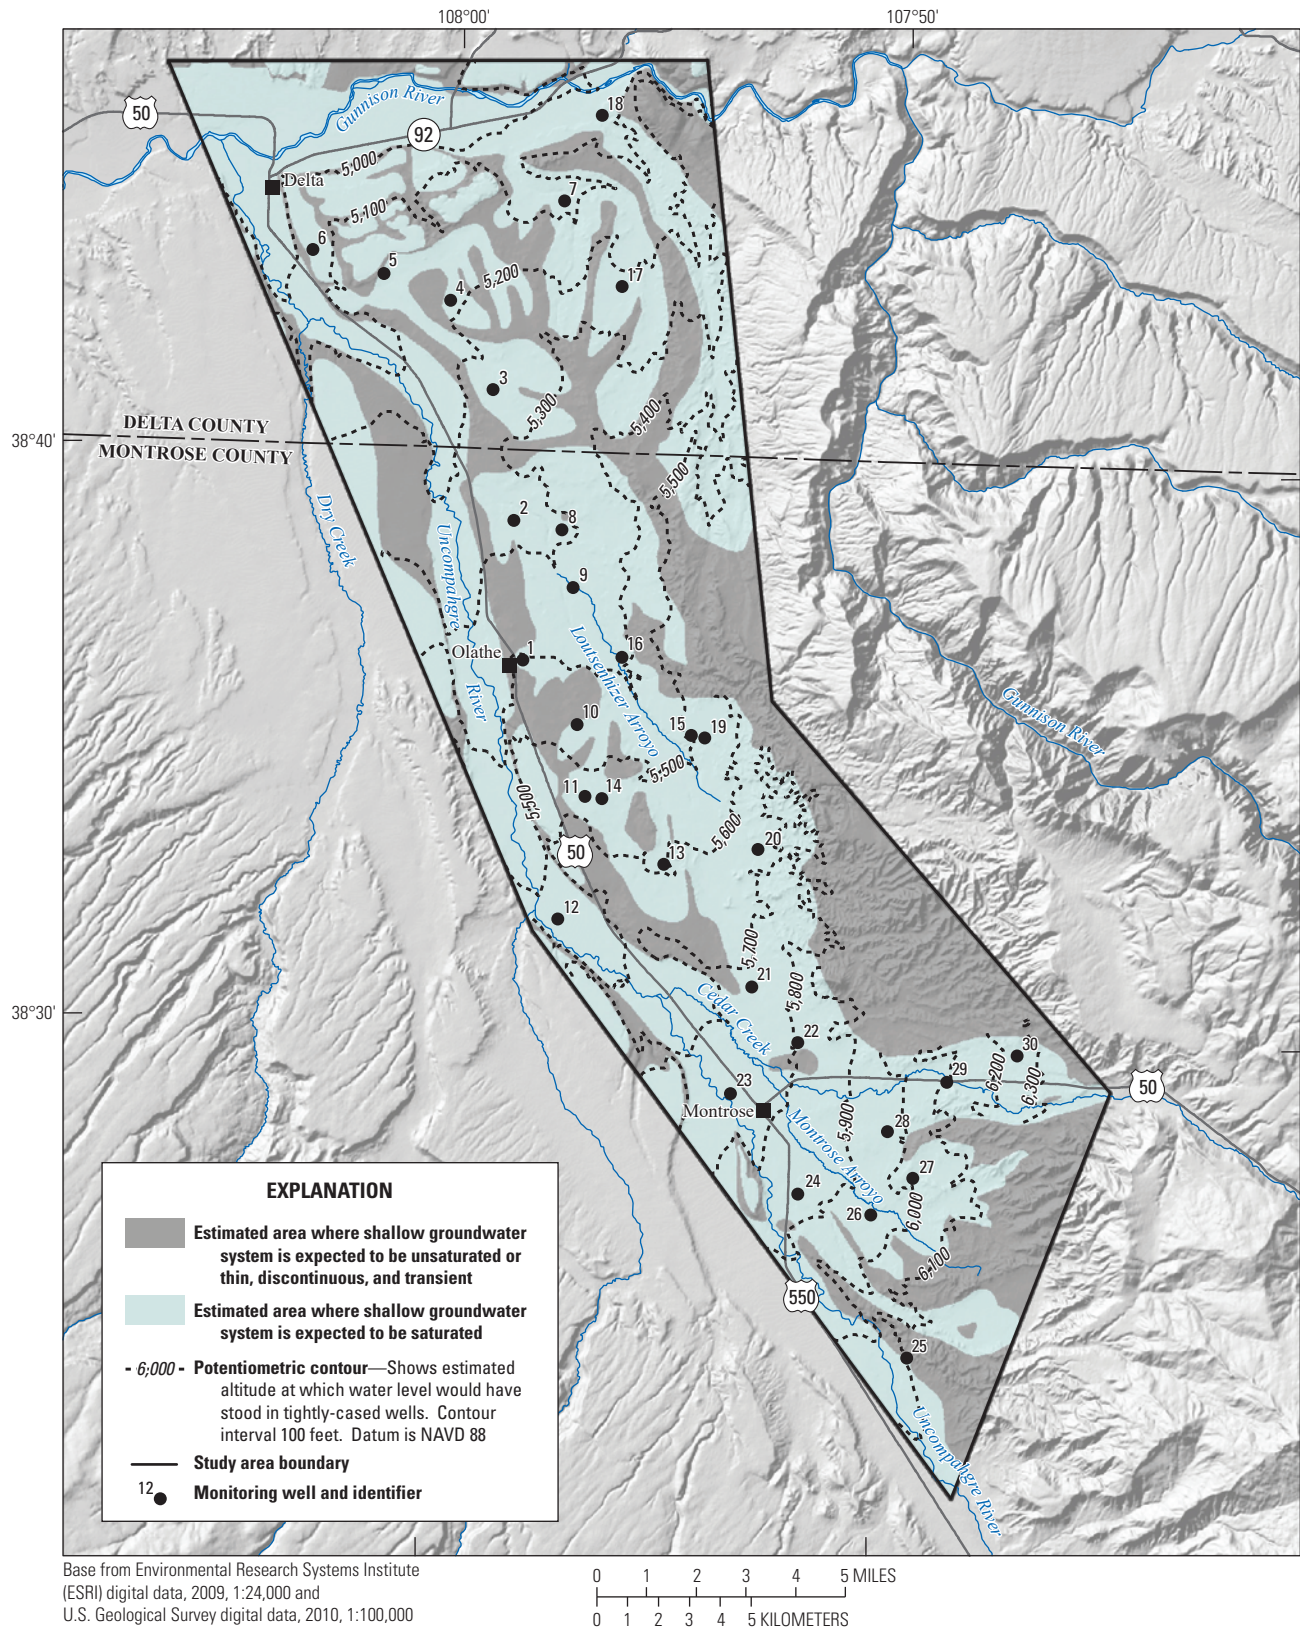 108°00'
107°50'
50
Gunnison River
18
92
5,000
Delta
7
5,100
6
5
4
5,200
17
3
5,300
5,400
DELTA COUNTY
38°40'
MONTROSE COUNTY
5,500
Dry Creek
2
8
Uncompahgre
River
9
Loutsenhizer Arroyo
Olathe
1
16
10
15
19
Gunnison River
5,500
5,500
11
14
5,600
50
13
20
12
5,700
21
5,800
38°30'
Cedar Creek
22
30
6,200
29
6,300
50
23
Montrose
5,900
Montrose Arroyo
28
27
24
26
6,000
6,100
550
25
Uncompahgre River
EXPLANATION
Estimated area where shallow groundwater
system is expected to be unsaturated or
thin, discontinuous, and transient
Estimated area where shallow groundwater
system is expected to be saturated
6,000 Potentiometric contour—Shows estimated
altitude at which water level would have
stood in tightly-cased wells. Contour
interval 100 feet. Datum is NAVD 88
Study area boundary
12 Monitoring well and identifier
Base from Environmental Research Systems Institute
(ESRI) digital data, 2009, 1:24,000 and
U.S. Geological Survey digital data, 2010, 1:100,000
0 1 2 3 4 5 MILES
0 1 2 3 4 5 KILOMETERS